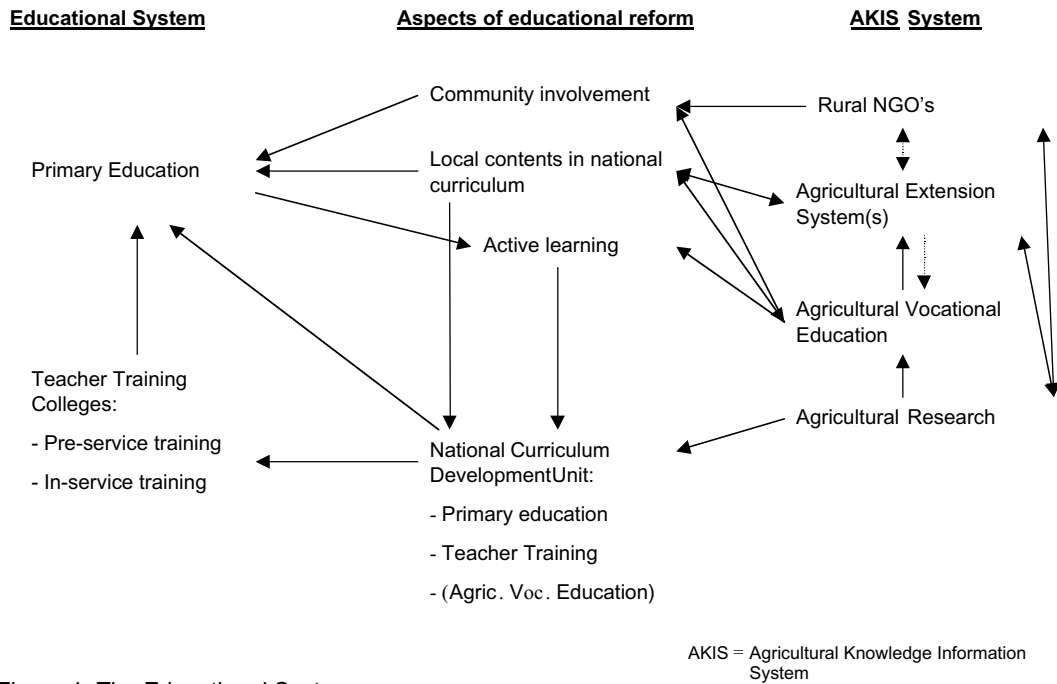 Educational System
Aspects of educational reform
AKIS System
Community involvement
Rural NGO's
Primary Education
Local contents in national
curriculum
Agricultural Extension
System(s)
Active learning
Agricultural Vocational
Education
Teacher Training
Colleges:
- Pre-service training
- In-service training
Agricultural Research
National Curriculum
DevelopmentUnit:
- Primary education
- Teacher Training
- (Agric. Voc. Education)
AKIS = Agricultural Knowledge Information
System